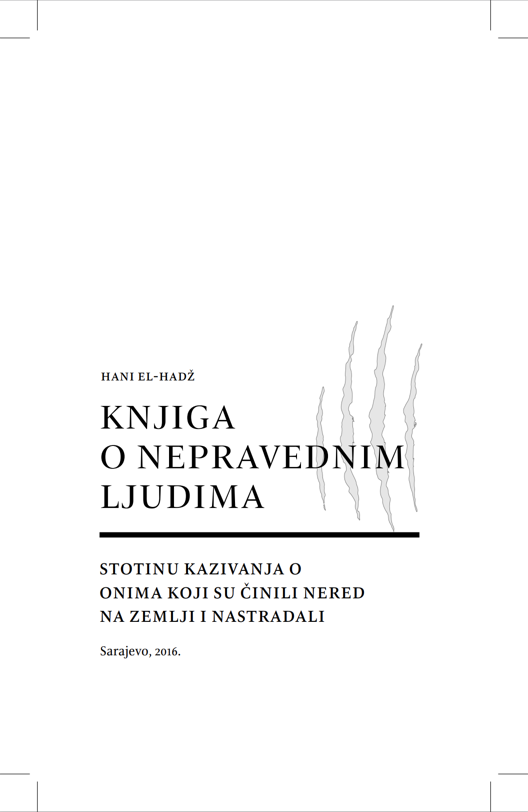 HANI EL-HADŽ
KNJIGA
O NEPRAVEDNIM
LJUDIMA
STOTINU KAZIVANJA O
ONIMA KOJI SU ČINILI NERED
NA ZEMLJI I NASTRADALI
Sarajevo, 2016.